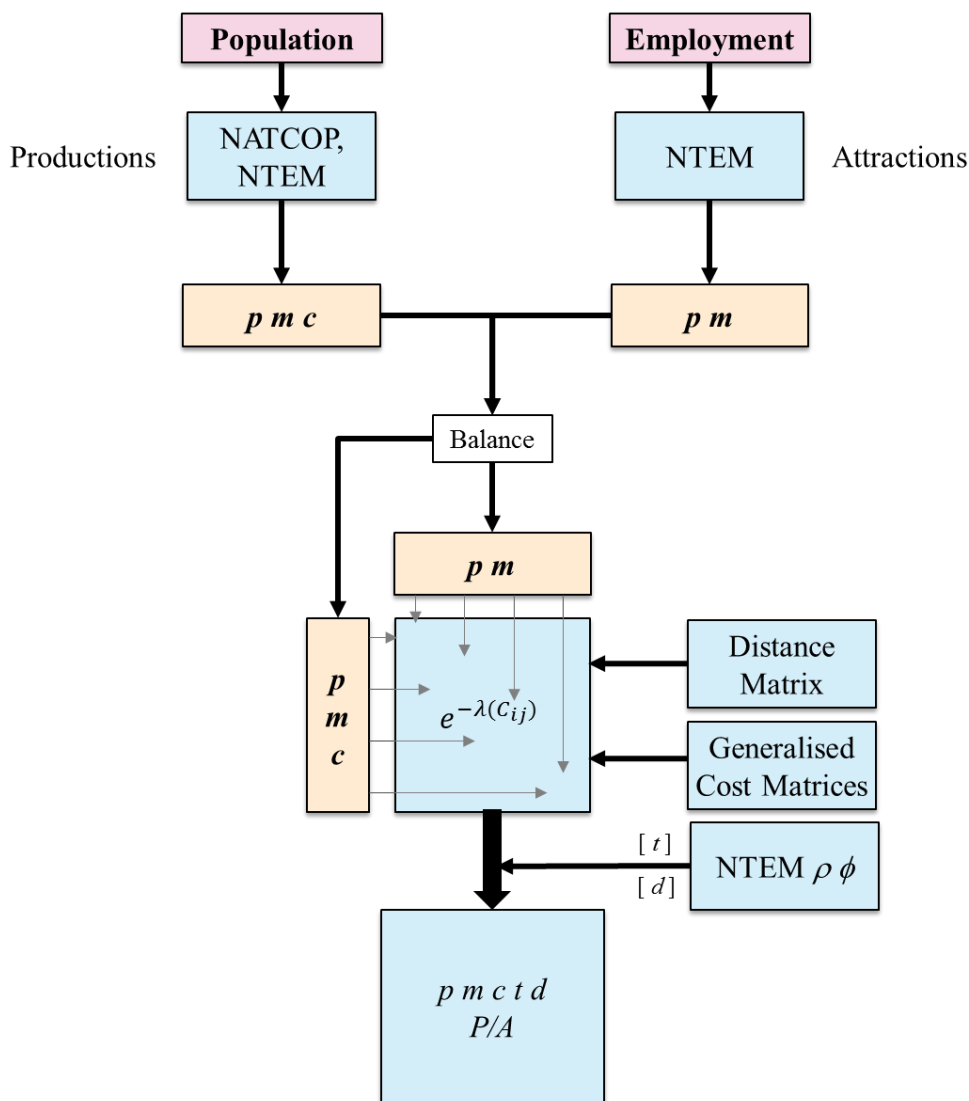 Population
Employment
Productions
NATCOP,
NTEM
NTEM
Attractions
p m c
p m
Balance
p m
p
m
c
e^{-λ(C_{ij})}
Distance
Matrix
Generalised
Cost Matrices
[ t ]
[ d ]
NTEM ρ ϕ
p m c t d
P/A